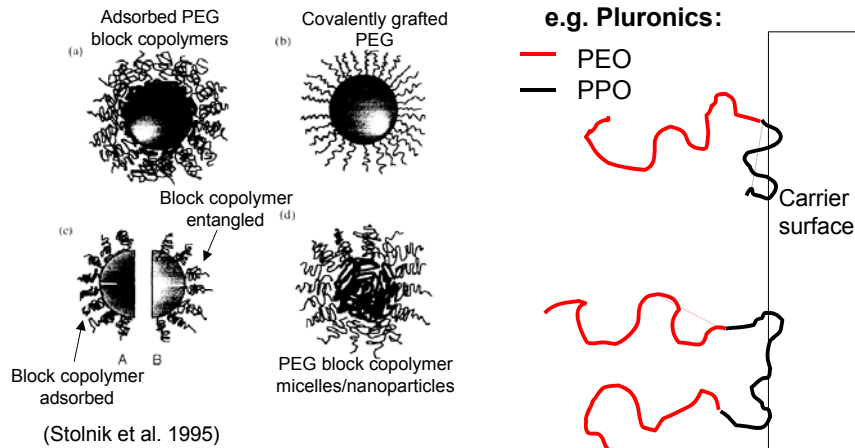 Adsorbed PEG
block copolymers
(a)
Covalently grafted
PEG
(b)
Block copolymer
entangled
(c)
A
B
Block copolymer
adsorbed
(d)
PEG block copolymer
micelles/nanoparticles
(Stolnik et al. 1995)
e.g. Pluronics:
PEO
PPO
Carrier
surface